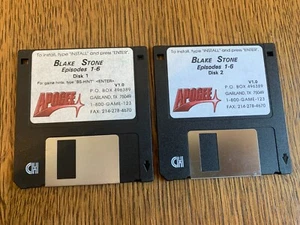 To install, type "INSTALL" and press "ENTER".
BLAKE STONE
Episodes 1-6
Disk 1
For game hints, type "BS-HINT" <ENTER>
V1.0
APOGEE
P.O. BOX 496389
GARLAND, TX 75049
1-800-GAME-123
FAX: 214-278-4670
HD
To install, type "INSTALL" and press "ENTER".
BLAKE STONE
Episodes 1-6
Disk 2
V1.0
APOGEE
P.O. BOX 496389
GARLAND, TX 75049
1-800-GAME-123
FAX: 214-278-4670
HD